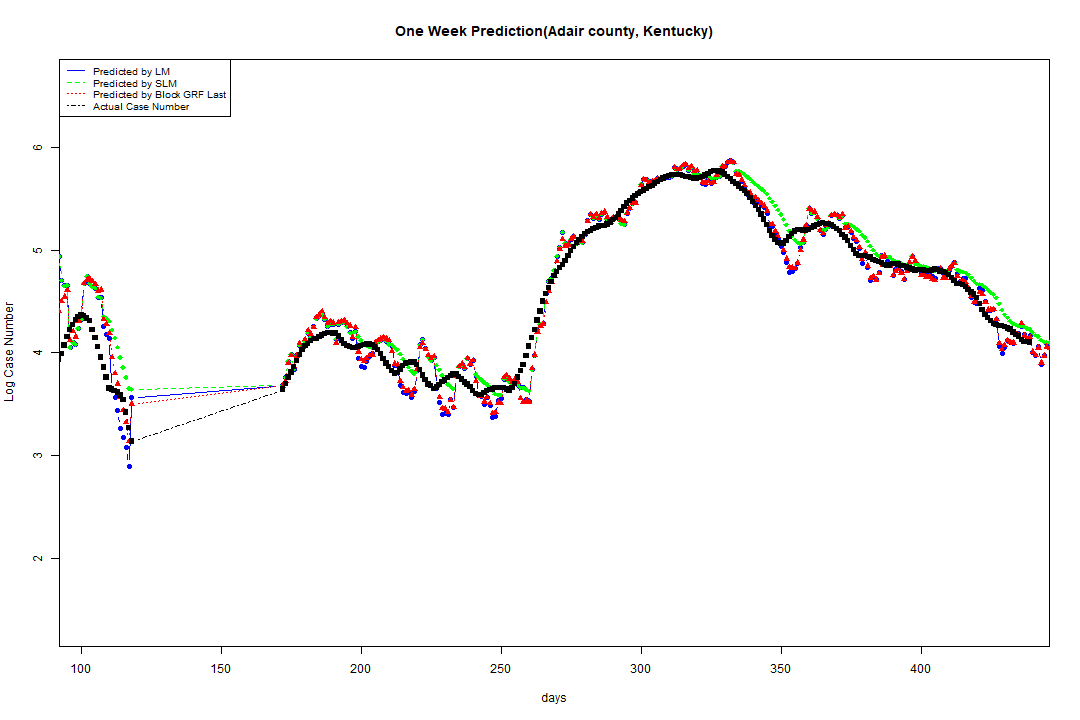 One Week Prediction(Adair county, Kentucky)
Predicted by LM
Predicted by SLM
Predicted by Block GRF Last
Actual Case Number
6
5
4
3
2
Log Case Number
100 150 200 250 300 350 400
days